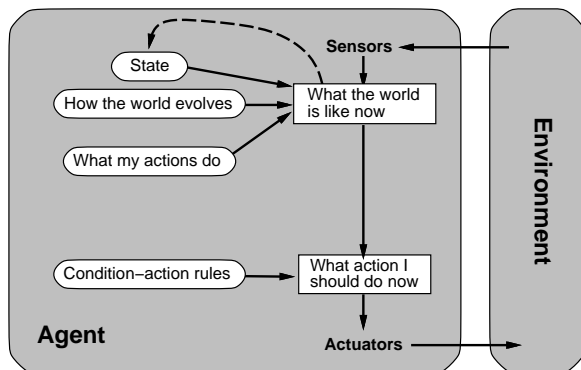 Sensors
State
How the world evolves
What the world
is like now
What my actions do
Environment
Condition−action rules
What action I
should do now
Agent
Actuators